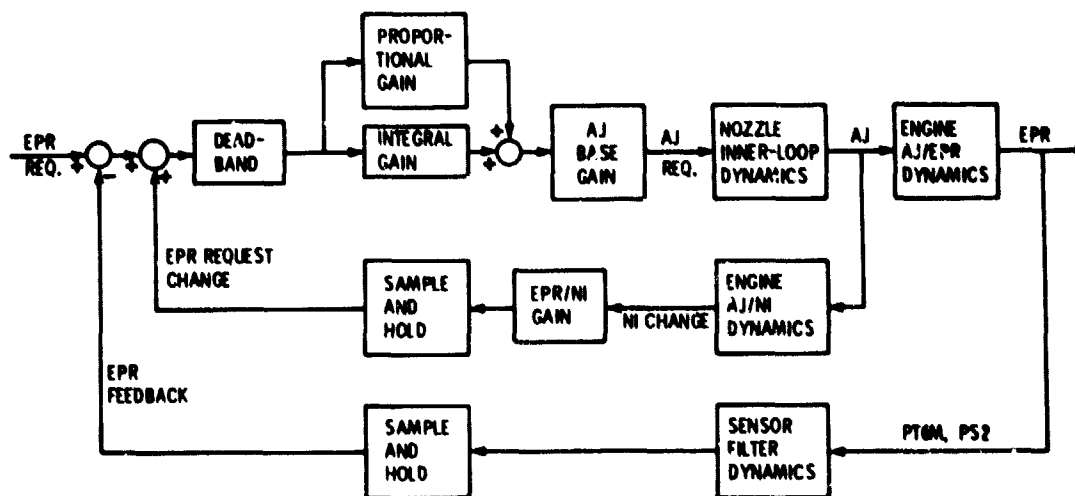 PROPOR-
TIONAL
GAIN
EPR
REQ.
+
-
+
+
DEAD-
BAND
INTEGRAL
GAIN
+
+
AJ
BASE
GAIN
AJ
REQ.
NOZZLE
INNER-LOOP
DYNAMICS
AJ
ENGINE
AJ/EPR
DYNAMICS
EPR
EPR REQUEST
CHANGE
SAMPLE
AND
HOLD
EPR/NI
GAIN
NI CHANGE
ENGINE
AJ/NI
DYNAMICS
EPR
FEEDBACK
SAMPLE
AND
HOLD
SENSOR
FILTER
DYNAMICS
PT6M, PS2